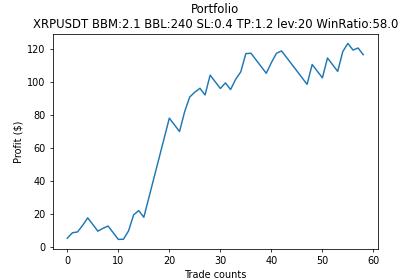 Portfolio
XRPUSDT BBM:2.1 BBL:240 SL:0.4 TP:1.2 lev:20 WinRatio:58.0
120
100
80
60
40
20
0
Profit ($)
0 10 20 30 40 50 60
Trade counts